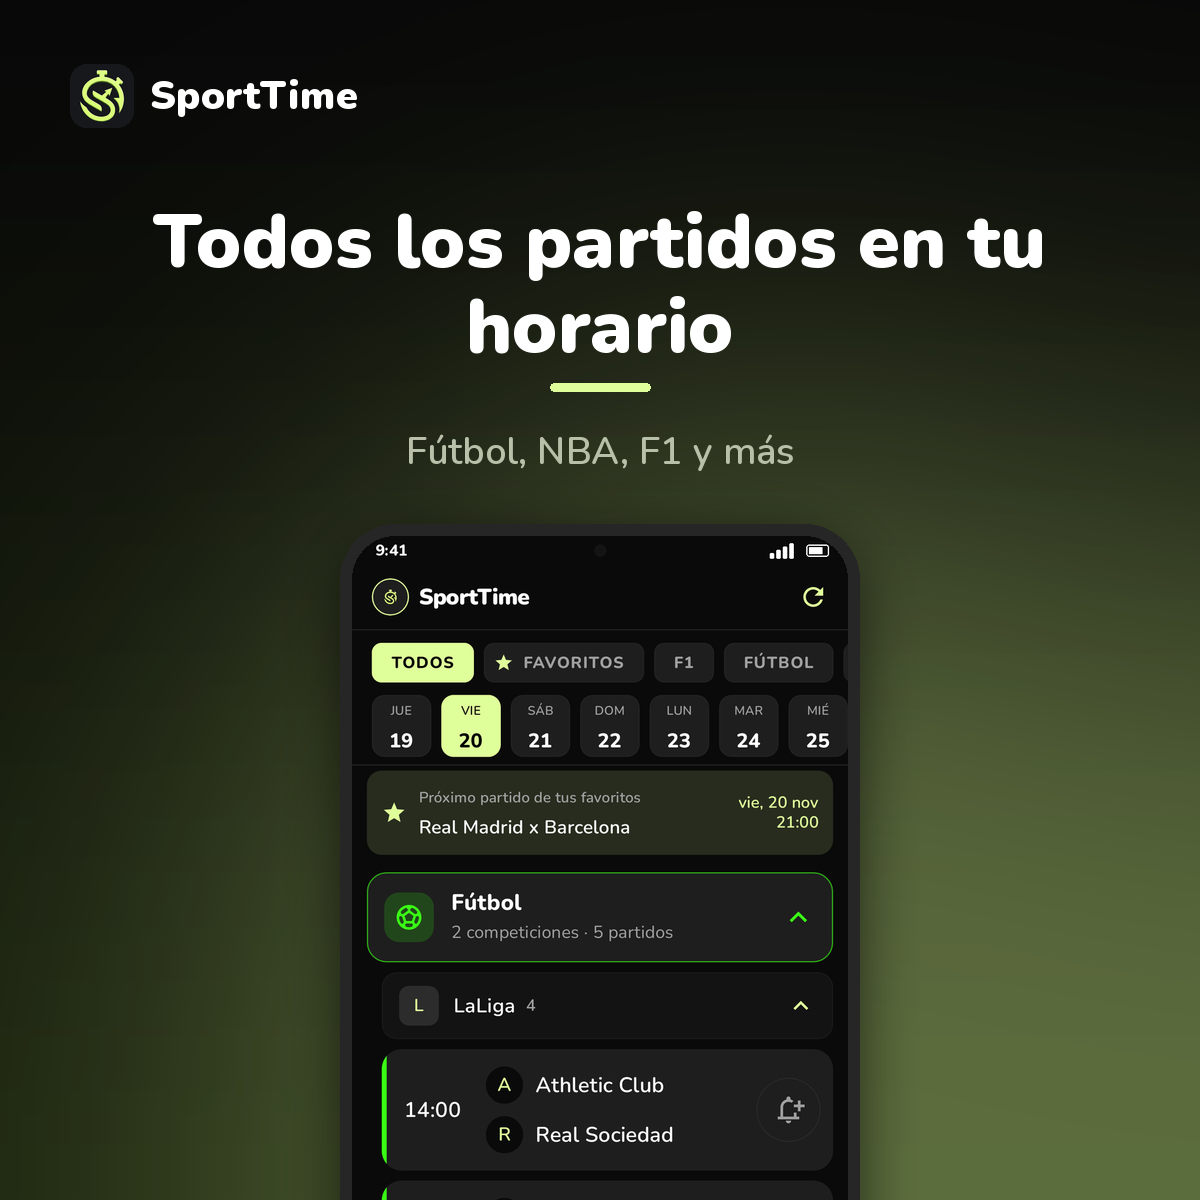 SportTime
Todos los partidos en tu
horario
Fútbol, NBA, F1 y más
9:41
SportTime
TODOS
FAVORITOS
F1
FÚTBOL
JUE
19
VIE
20
SÁB
21
DOM
22
LUN
23
MAR
24
MIÉ
25
Próximo partido de tus favoritos
Real Madrid x Barcelona
vie, 20 nov
21:00
Fútbol
2 competiciones · 5 partidos
L
LaLiga 4
14:00
A Athletic Club
R Real Sociedad